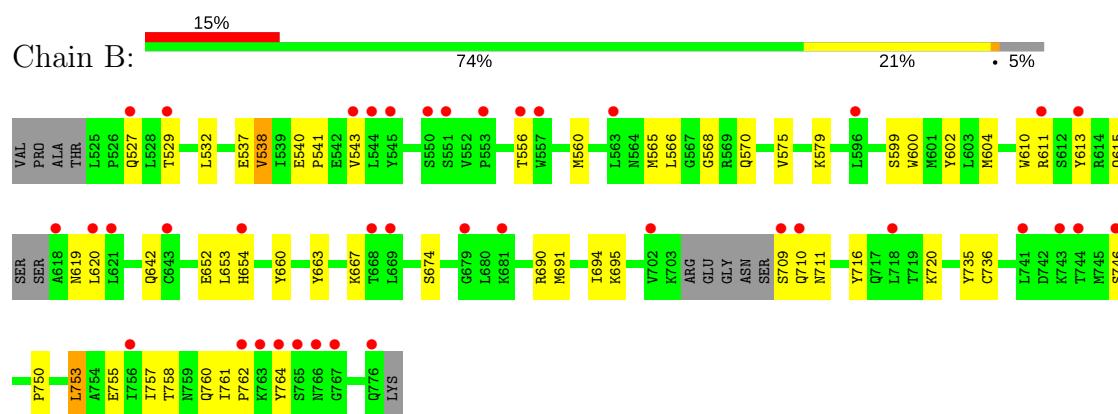 15%
Chain B:
74% 21% • 5%
VAL PRO ALA THR L525 P526 Q527 L528 T529 L532 E537 V538 I539 E540 P541 E542 V543 L544 Y545 S550 S551 V552 P553 T556 W557 M560 L563 N564 M565 L566 G567 G568 R569 Q570 V575 K579 L596 S599 W600 M601 Y602 L603 M604 W610 R611 S612 Y613 R614 Q615
SER SER A618 N619 L620 L621 Q642 C643 E652 L653 H654 Y660 Y663 K667 T668 L669 S674 G679 L680 K681 R690 M691 I694 K695 V702 K703 ARG GLU GLY ASN SER S709 Q710 N711 Y716 Q717 L718 T719 K720 Y735 C736 L741 D742 K743 T744 M745 S746
P750 L753 A754 E755 I756 I757 T758 N759 Q760 I761 P762 K763 Y764 S765 N766 G767 Q776 LYS